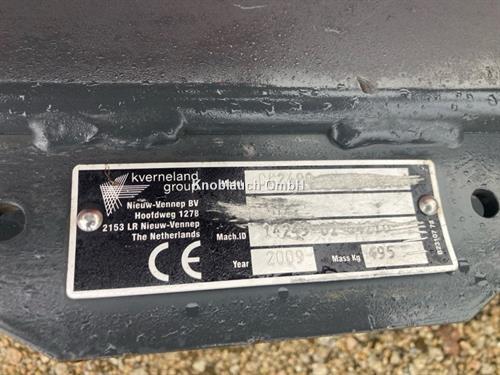 kverneland
group
Knoblauch GmbH
Nieuw-Vennep BV
Hoofdweg 1278
2153 LR Nieuw-Vennep
The Netherlands
Mach.ID
CE
Year 2009 Mass Kg 495